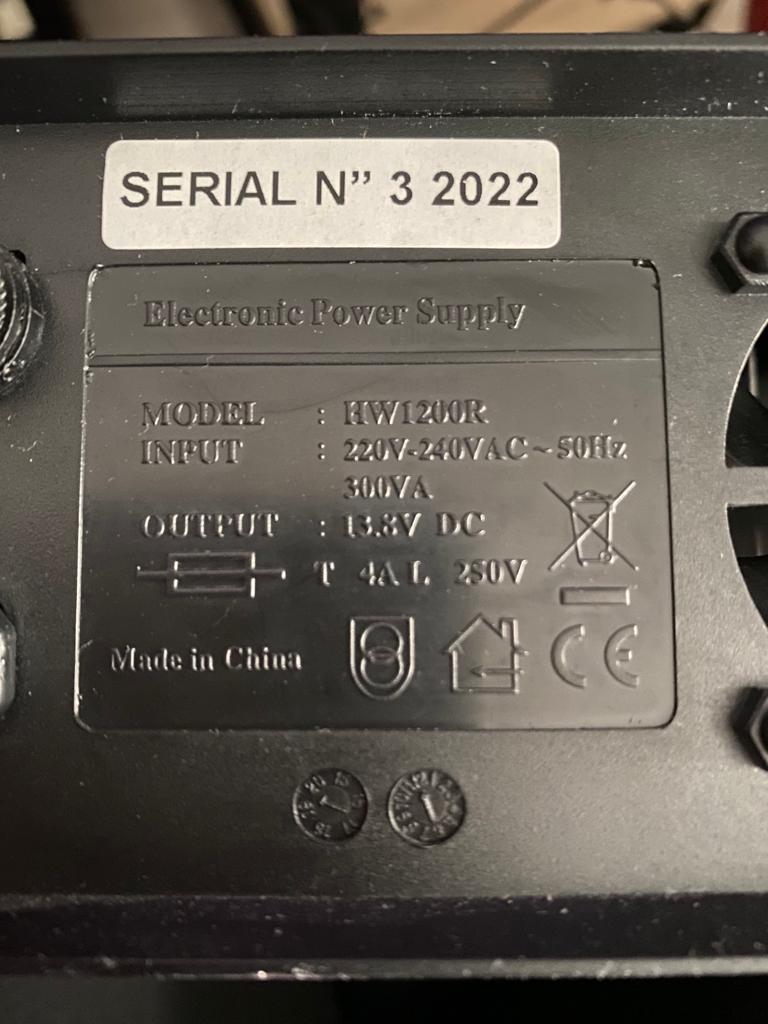 SERIAL N” 3 2022
Electronic Power Supply
MODEL : HW1200R
INPUT : 220V-240VAC~50Hz
300VA
OUTPUT : 13.8V DC
T 4A L 250V
Made in China
CE